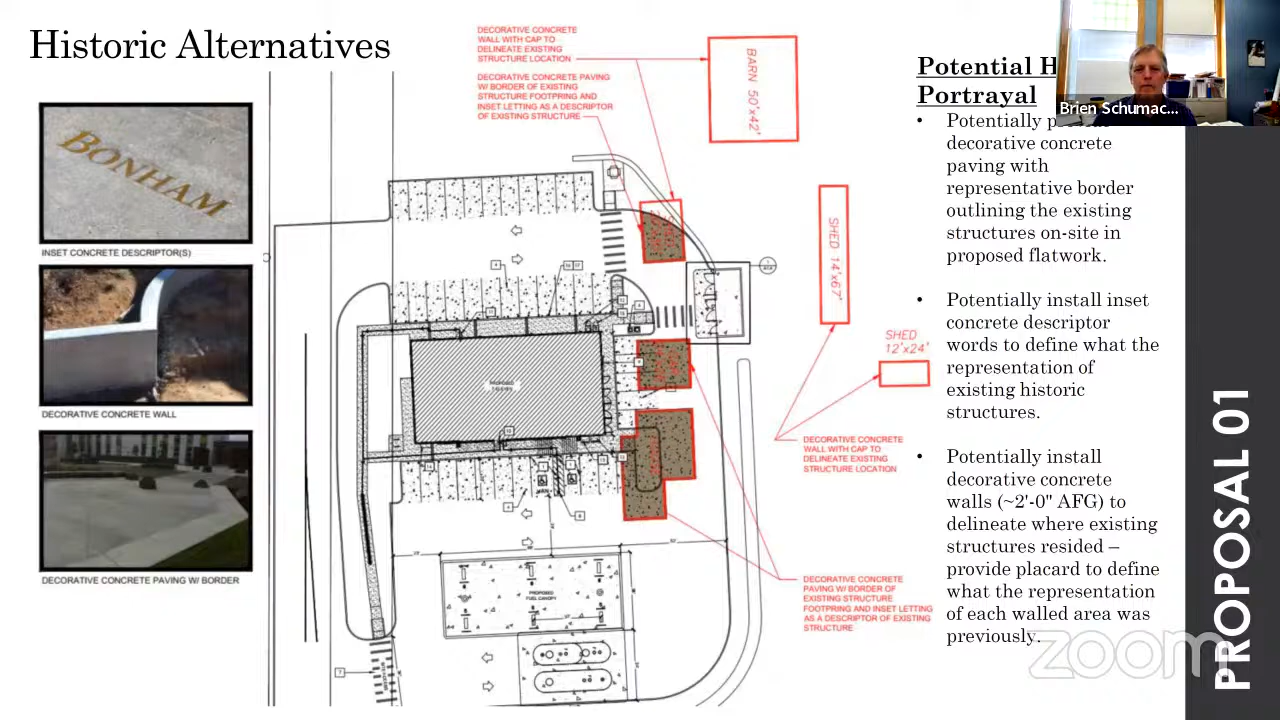 Historic Alternatives
BONHAM
INSET CONCRETE DESCRIPTOR(S)
DECORATIVE CONCRETE WALL
DECORATIVE CONCRETE PAVING W/ BORDER
DECORATIVE CONCRETE
WALL WITH CAP TO
DELINEATE EXISTING
STRUCTURE LOCATION
DECORATIVE CONCRETE PAVING
W/ BORDER OF EXISTING
STRUCTURE FOOTPRING AND
INSET LETTING AS A DESCRIPTOR
OF EXISTING STRUCTURE
BARN 50'x42'
SHED 14'x67'
SHED
12'x24'
DECORATIVE CONCRETE
WALL WITH CAP TO
DELINEATE EXISTING
STRUCTURE LOCATION
PROPOSED
FUEL CANOPY
DECORATIVE CONCRETE
PAVING W/ BORDER OF
EXISTING STRUCTURE
FOOTPRING AND INSET LETTING
AS A DESCRIPTOR OF EXISTING
STRUCTURE
Potential H
Portrayal
• Potentially
decorative concrete
paving with
representative border
outlining the existing
structures on-site in
proposed flatwork.
• Potentially install inset
concrete descriptor
words to define what the
representation of
existing historic
structures.
• Potentially install
decorative concrete
walls (~2'-0" AFG) to
delineate where existing
structures resided –
provide placard to define
what the representation
of each walled area was
previously.
Brien Schumac...
PROPOSAL 01
zoom